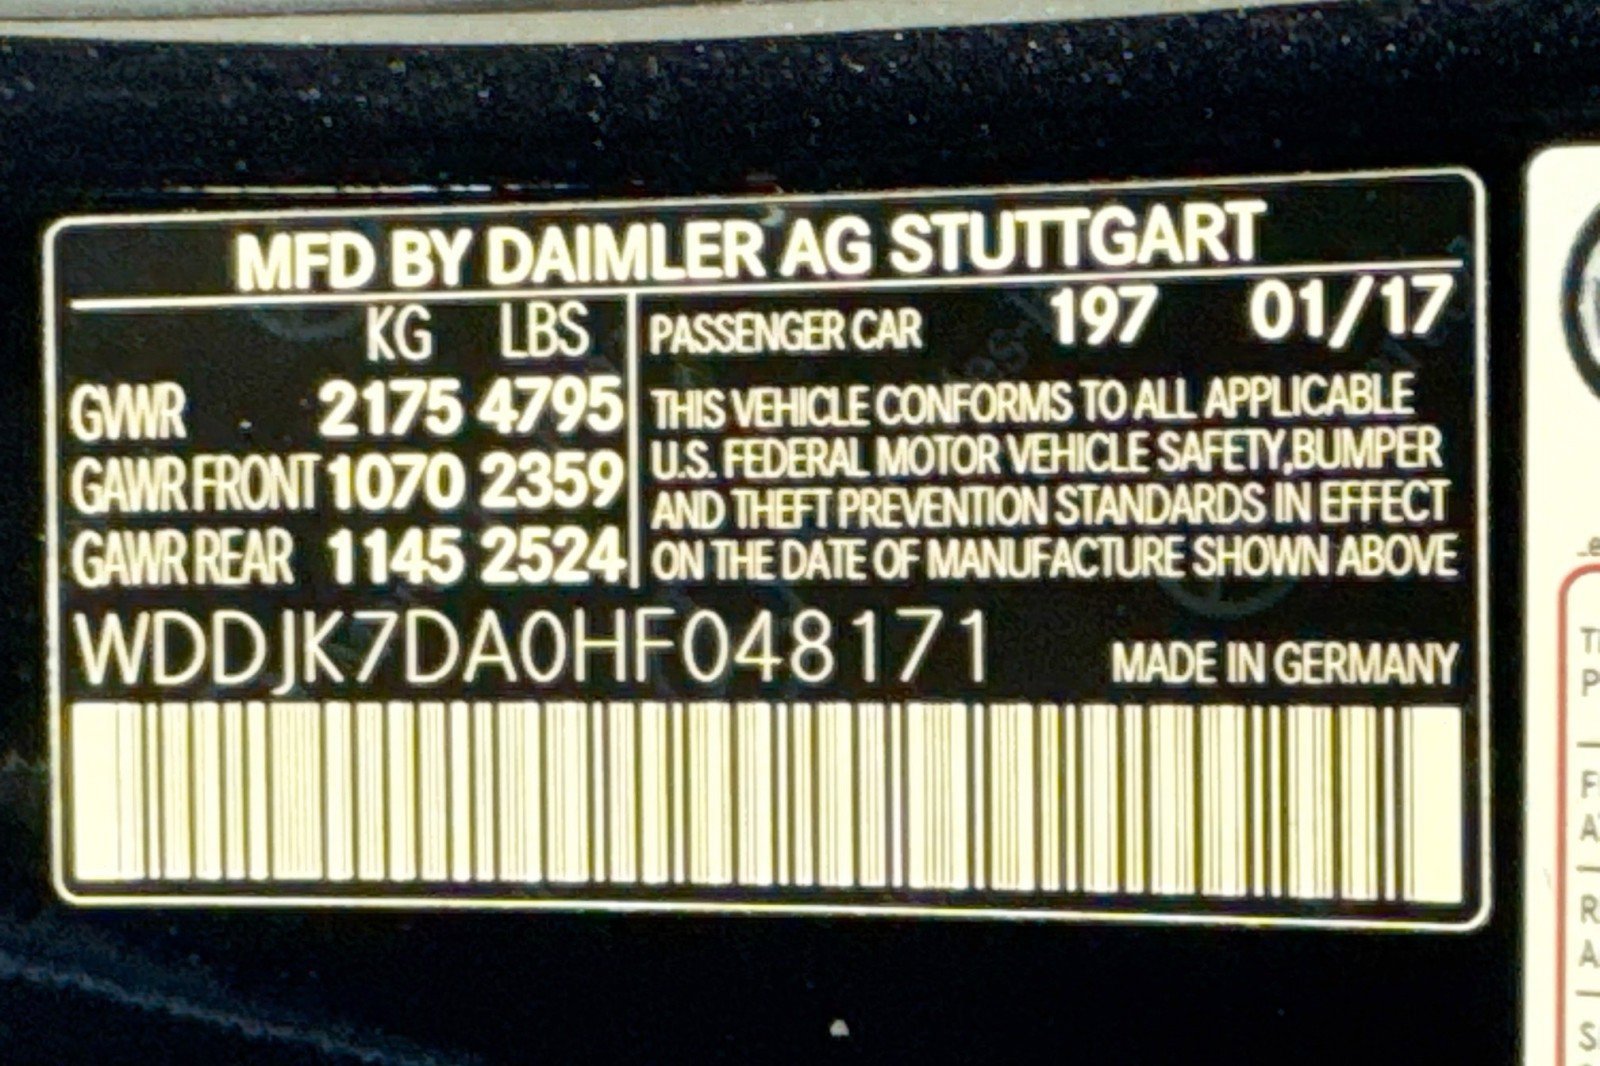 MFD BY DAIMLER AG STUTTGART
KG LBS
GVWR 2175 4795
GAWR FRONT 1070 2359
GAWR REAR 1145 2524
PASSENGER CAR 197 01/17
THIS VEHICLE CONFORMS TO ALL APPLICABLE
U.S. FEDERAL MOTOR VEHICLE SAFETY,BUMPER
AND THEFT PREVENTION STANDARDS IN EFFECT
ON THE DATE OF MANUFACTURE SHOWN ABOVE
WDDJK7DA0HF048171
MADE IN GERMANY